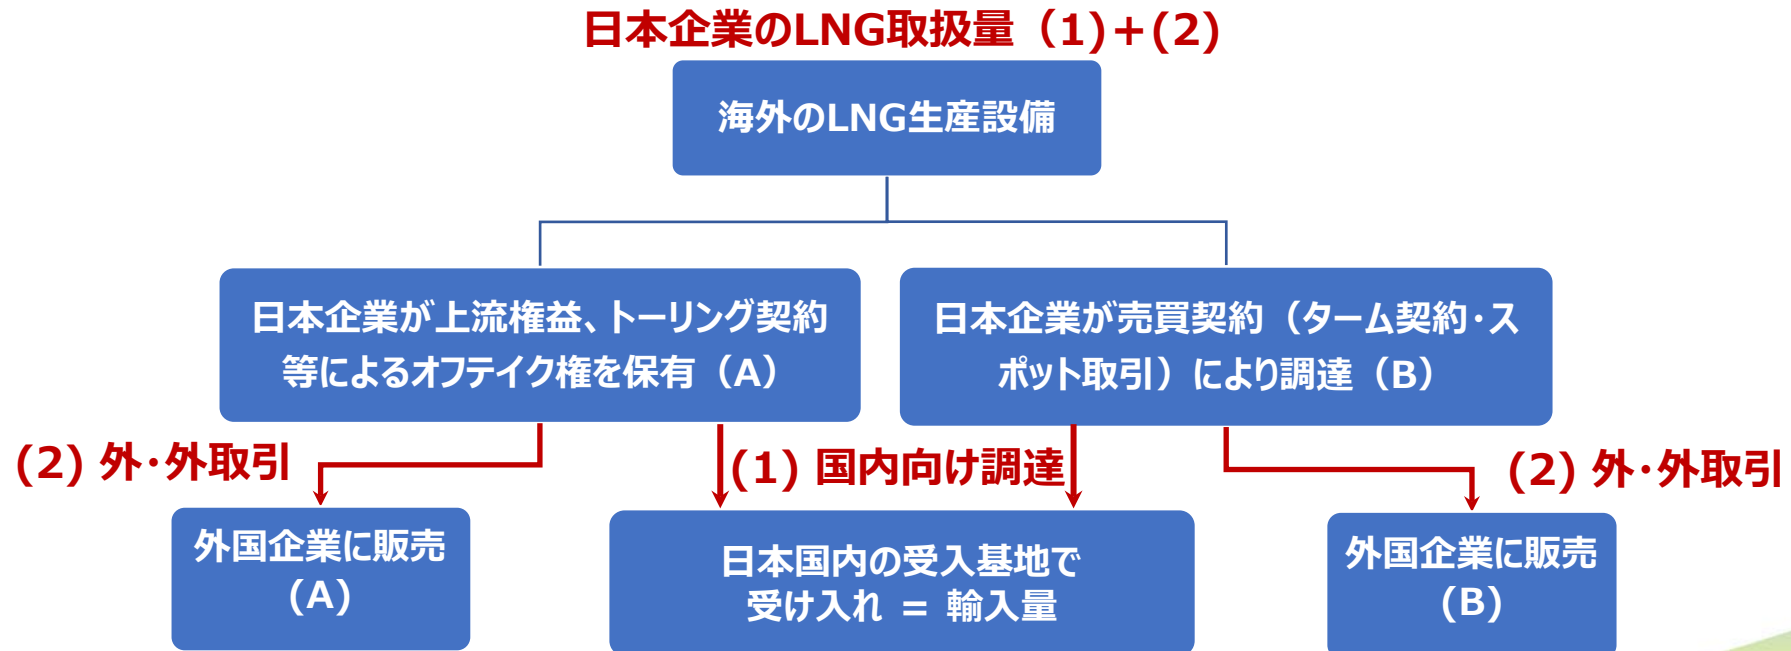 日本企業のLNG取扱量（1)+(2)
海外のLNG生産設備
日本企業が上流権益、トーリング契約
等によるオフテイク権を保有（A）
日本企業が売買契約（ターム契約・ス
ポット取引）により調達（B）
(2) 外・外取引
(1) 国内向け調達
(2) 外・外取引
外国企業に販売
（A）
日本国内の受入基地で
受け入れ = 輸入量
外国企業に販売
（B）